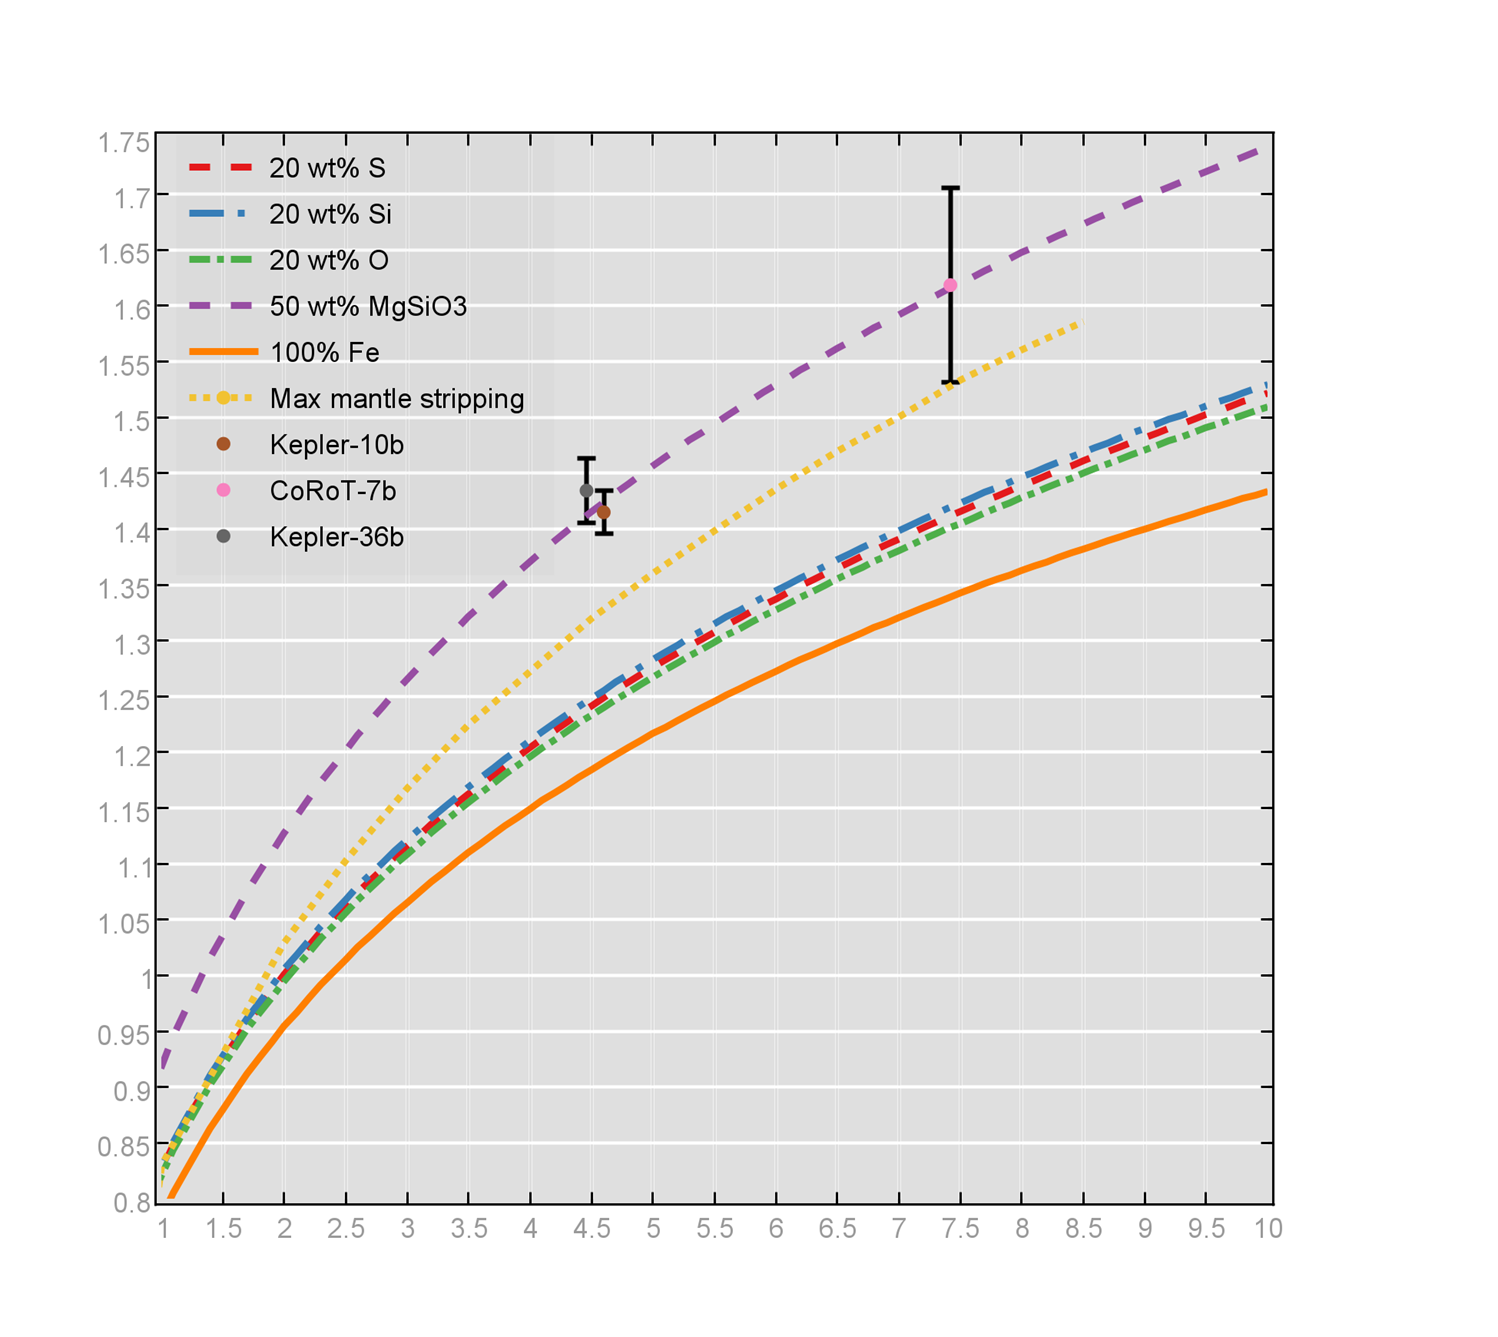 1.75
1.7
1.65
1.6
1.55
1.5
1.45
1.4
1.35
1.3
1.25
1.2
1.15
1.1
1.05
1
0.95
0.9
0.85
0.8
20 wt% S
20 wt% Si
20 wt% O
50 wt% MgSiO3
100% Fe
Max mantle stripping
Kepler-10b
CoRoT-7b
Kepler-36b
1 1.5 2 2.5 3 3.5 4 4.5 5 5.5 6 6.5 7 7.5 8 8.5 9 9.5 10